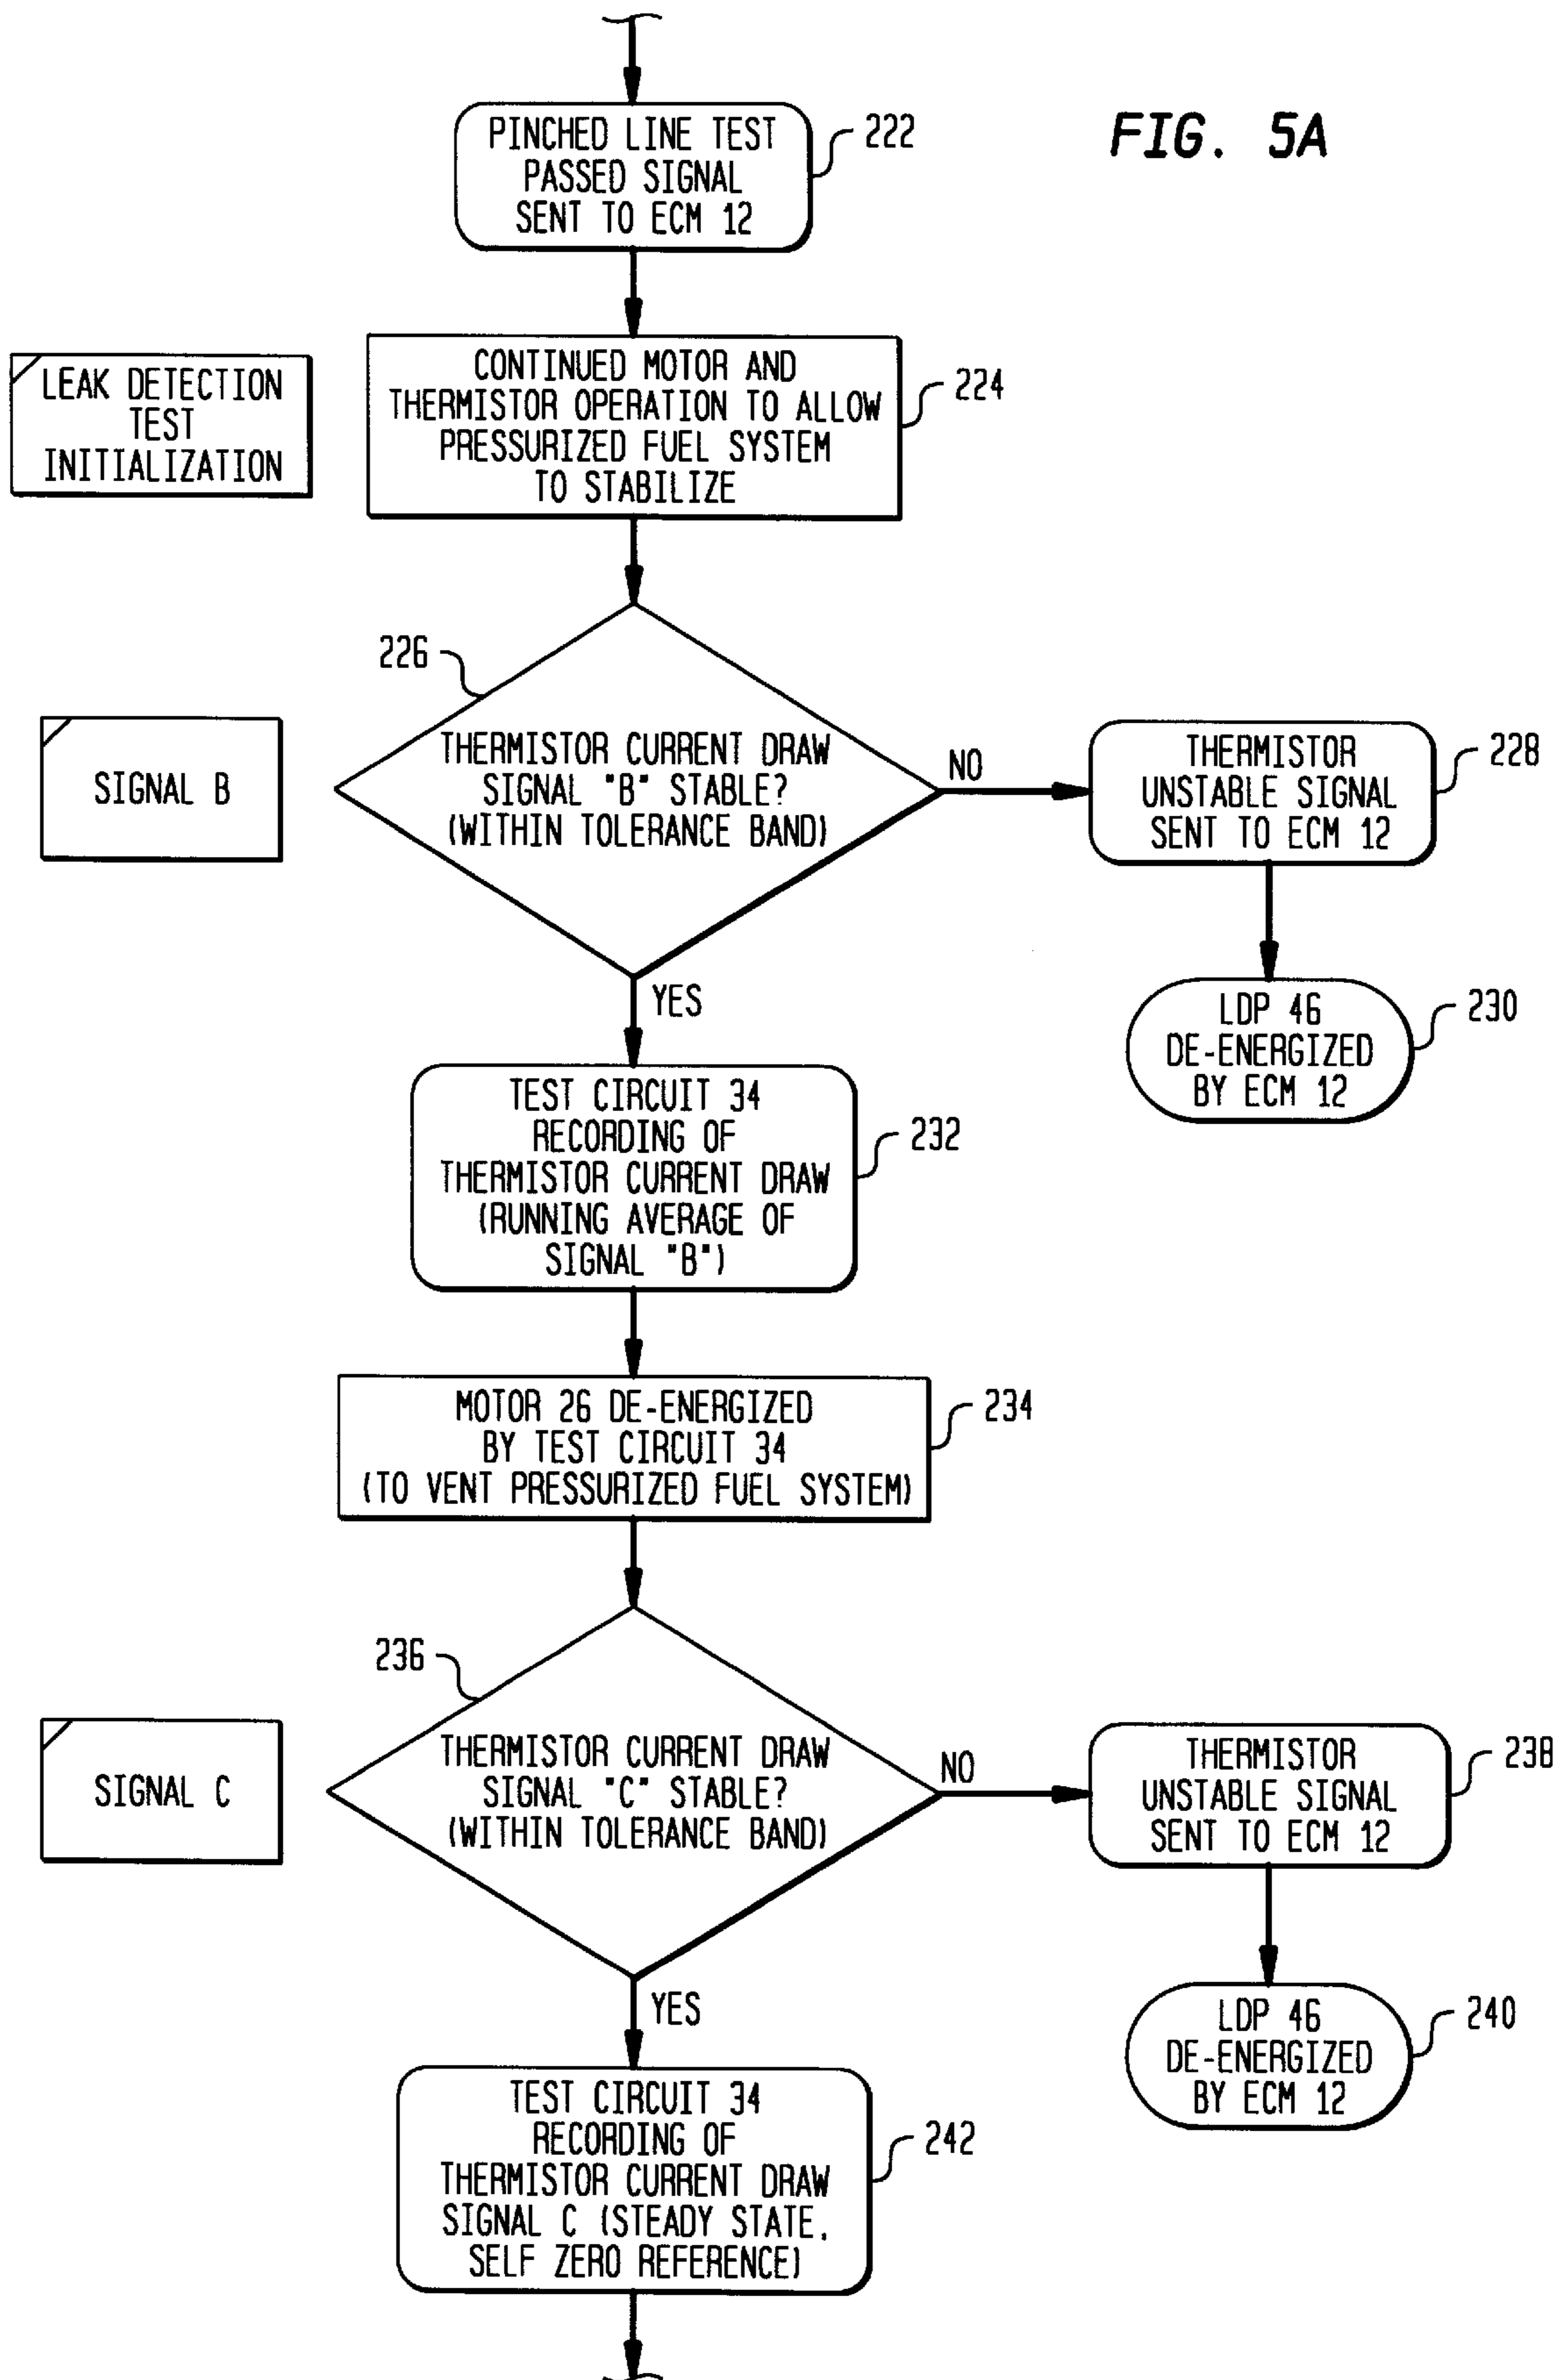 FIG. 5A
PINCHED LINE TEST
PASSED SIGNAL
SENT TO ECM 12
222
LEAK DETECTION
TEST
INITIALIZATION
CONTINUED MOTOR AND
THERMISTOR OPERATION TO ALLOW
PRESSURIZED FUEL SYSTEM
TO STABILIZE
224
226
SIGNAL B
THERMISTOR CURRENT DRAW
SIGNAL "B" STABLE?
(WITHIN TOLERANCE BAND)
NO
THERMISTOR
UNSTABLE SIGNAL
SENT TO ECM 12
228
LDP 46
DE-ENERGIZED
BY ECM 12
230
YES
TEST CIRCUIT 34
RECORDING OF
THERMISTOR CURRENT DRAW
(RUNNING AVERAGE OF
SIGNAL "B")
232
MOTOR 26 DE-ENERGIZED
BY TEST CIRCUIT 34
(TO VENT PRESSURIZED FUEL SYSTEM)
234
236
SIGNAL C
THERMISTOR CURRENT DRAW
SIGNAL "C" STABLE?
(WITHIN TOLERANCE BAND)
NO
THERMISTOR
UNSTABLE SIGNAL
SENT TO ECM 12
238
LDP 46
DE-ENERGIZED
BY ECM 12
240
YES
TEST CIRCUIT 34
RECORDING OF
THERMISTOR CURRENT DRAW
SIGNAL C (STEADY STATE,
SELF ZERO REFERENCE)
242